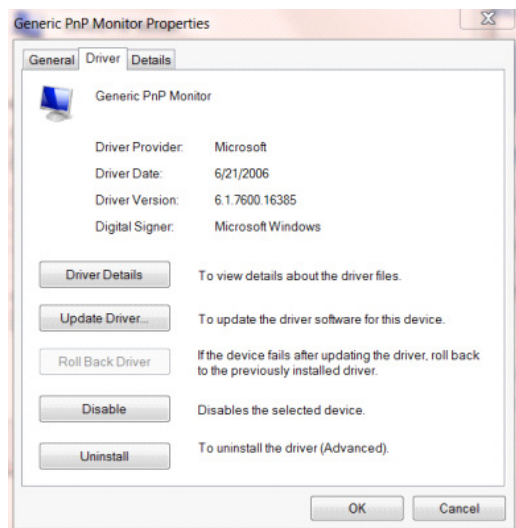 Generic PnP Monitor Properties
General Driver Details
Generic PnP Monitor
Driver Provider: Microsoft
Driver Date: 6/21/2006
Driver Version: 6.1.7600.16385
Digital Signer: Microsoft Windows
Driver Details To view details about the driver files.
Update Driver... To update the driver software for this device.
Roll Back Driver If the device fails after updating the driver, roll back
to the previously installed driver.
Disable Disables the selected device.
Uninstall To uninstall the driver (Advanced).
OK Cancel